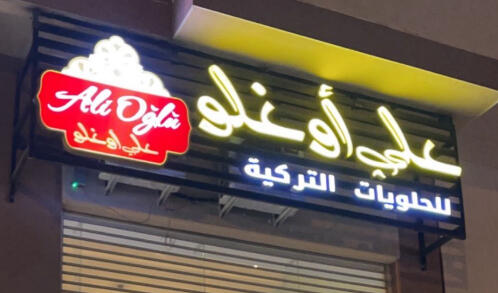 علي أوغلو
للحلويات التركية
Ali Oğlu
علي أوغلو